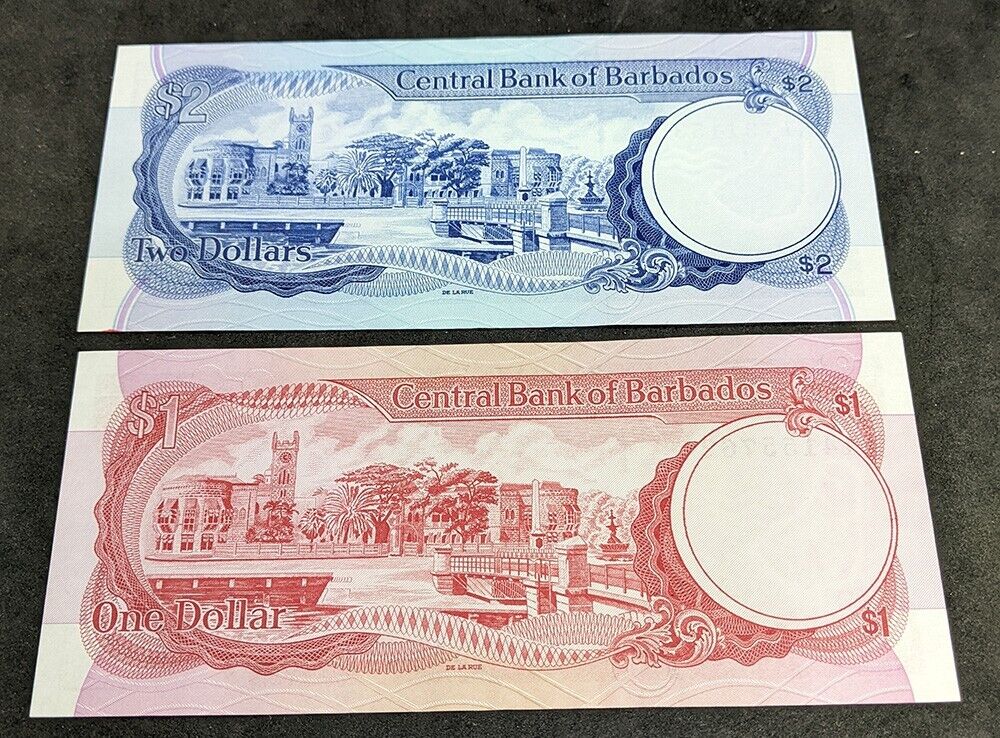 $2
Central Bank of Barbados
$2
Two Dollars
$2
DE LA RUE
$1
Central Bank of Barbados
$1
One Dollar
$1
DE LA RUE